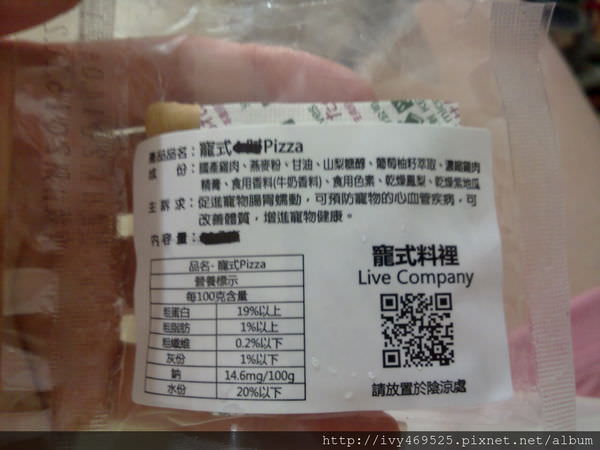 產品品名：寵式Pizza
成 份：國產雞肉、燕麥粉、甘油、山梨糖醇、葡萄柚籽萃取、濃縮雞肉
精膏、食用香料(牛奶香料)、食用色素、乾燥鳳梨、乾燥紫地瓜
主 訴 求：促進寵物腸胃蠕動，可預防寵物的心血管疾病，可
改善體質，增進寵物健康。
內 容 量：
品名- 寵式Pizza
營養標示
每100克含量
粗蛋白 19%以上
粗脂肪 1%以上
粗纖維 0.2%以下
灰份 1%以下
鈉 14.6mg/100g
水份 20%以下
寵式料裡
Live Company
請放置於陰涼處
http://ivy469525.pixnet.net/album